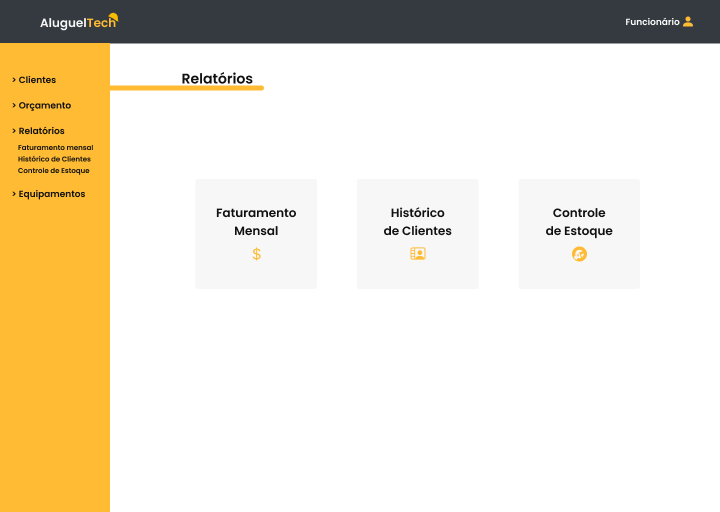 AluguelTech
Funcionário
> Clientes
> Orçamento
> Relatórios
Faturamento mensal
Histórico de Clientes
Controle de Estoque
> Equipamentos
Relatórios
Faturamento
Mensal
$
Histórico
de Clientes
Controle
de Estoque